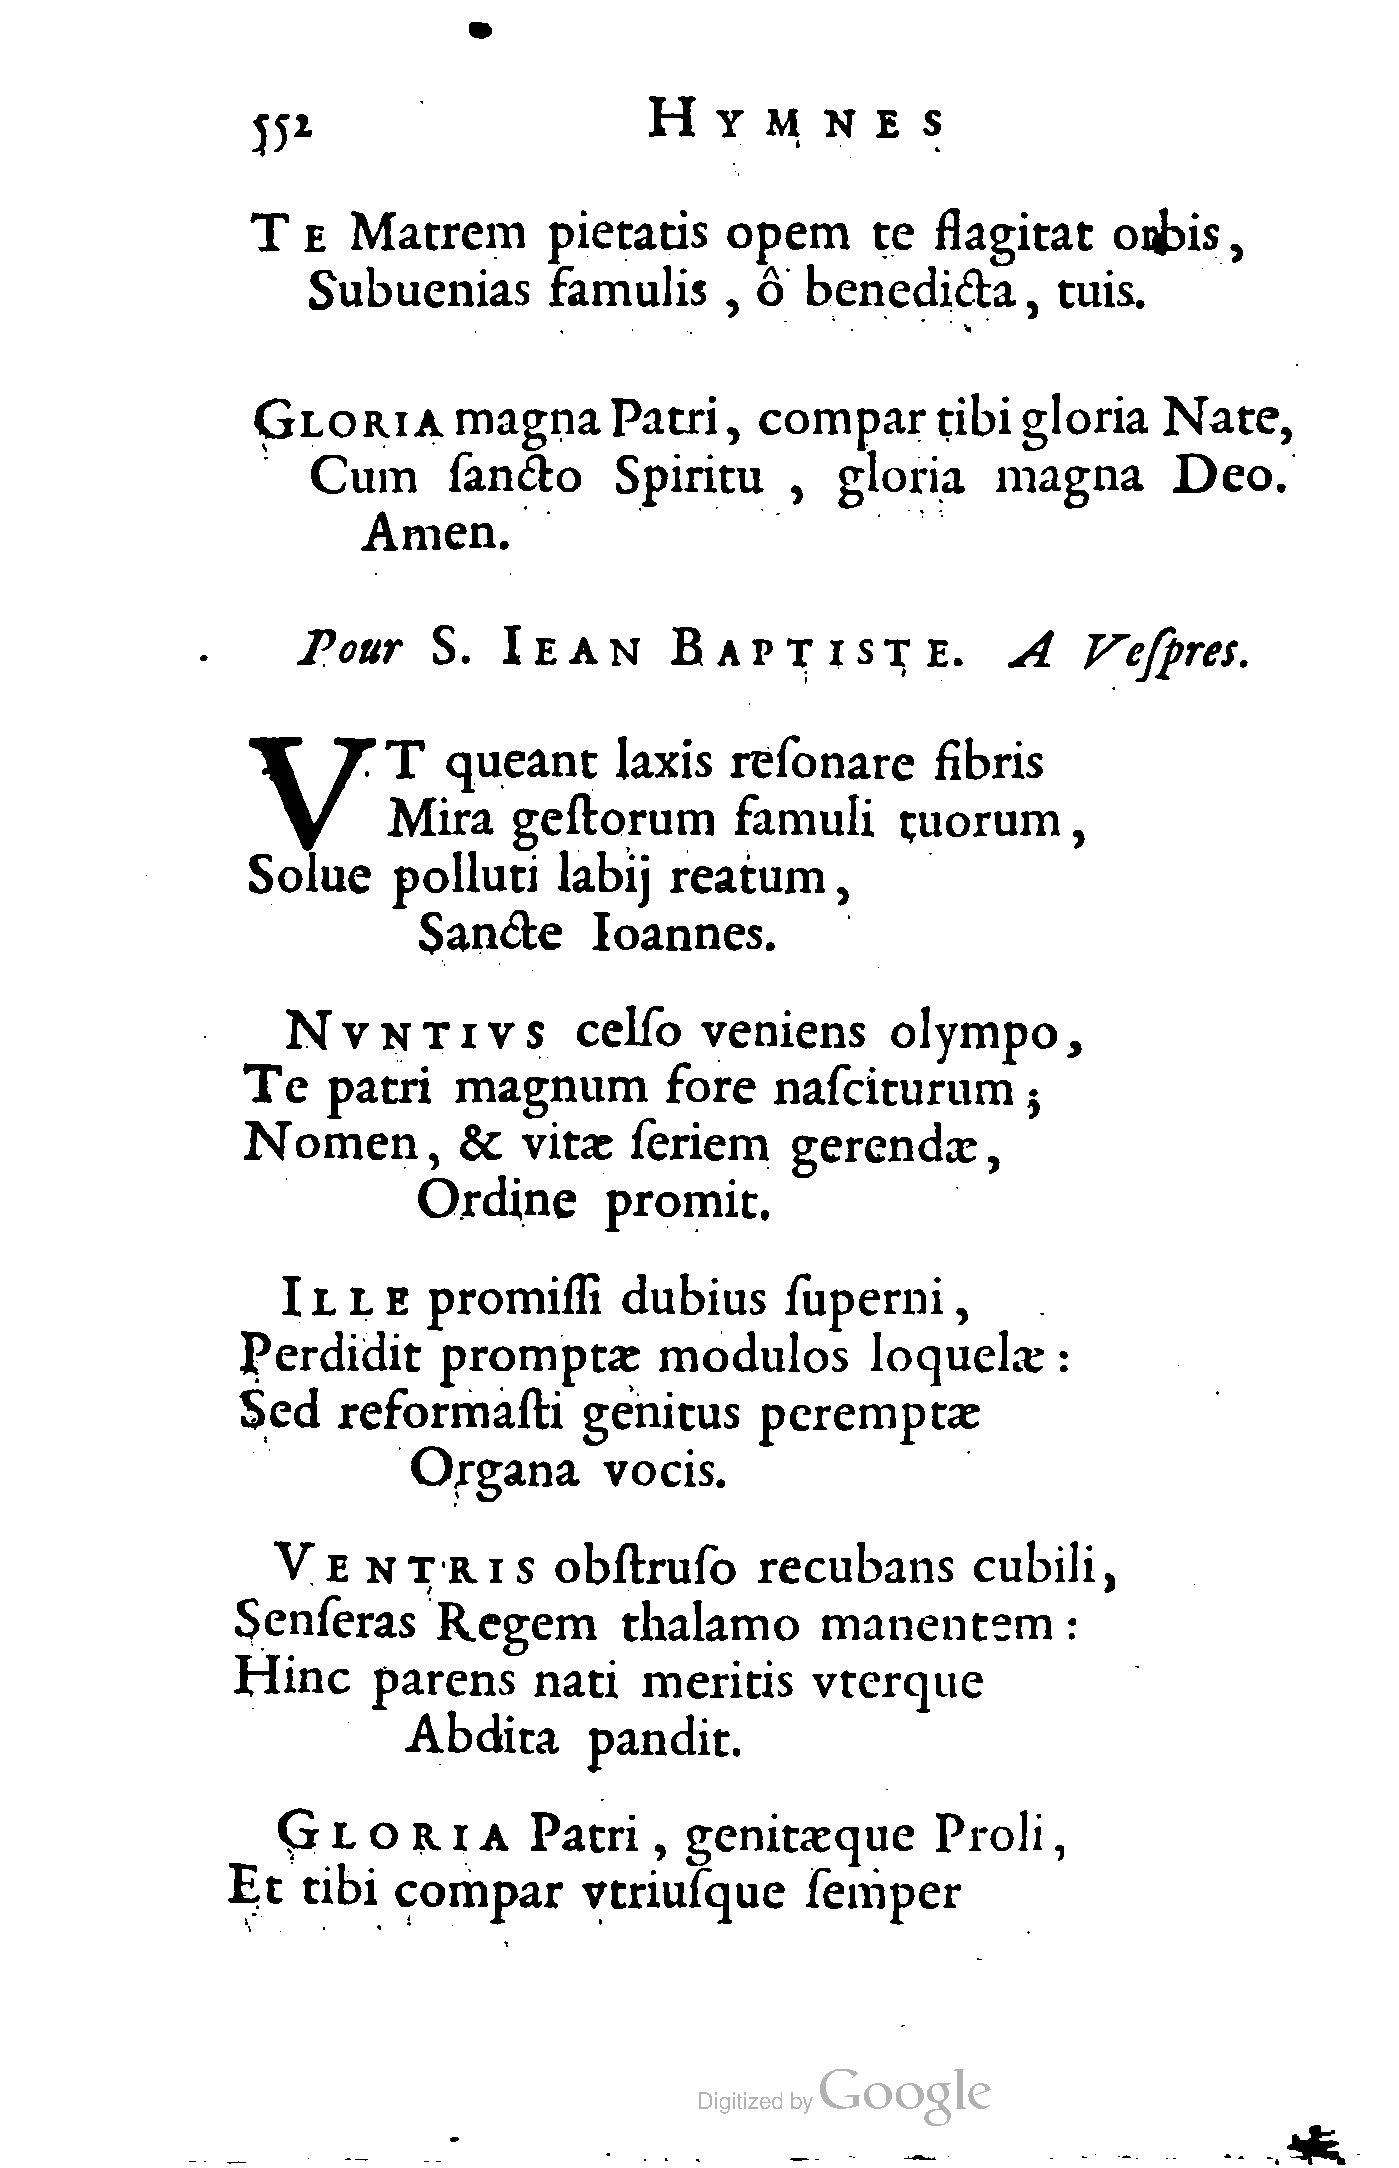 552 HYMNES
TE Matrem pietatis opem te flagitat orbis,
Subuenias famulis , ô benedicta, tuis.
GLORIA magna Patri, compar tibi gloria Nate,
Cum ſancto Spiritu , gloria magna Deo.
Amen.
Pour S. IEAN BAPTISTE. A Veſpres.
VT queant laxis reſonare fibris
Mira geſtorum famuli tuorum,
Solue polluti labij reatum,
Sancte Ioannes.
NVNTIVS celſo veniens olympo,
Te patri magnum fore naſciturum;
Nomen, & vitæ ſeriem gerendæ,
Ordine promit.
ILLE promiſſi dubius ſuperni,
Perdidit promptæ modulos loquelæ:
Sed reformaſti genitus peremptæ
Organa vocis.
VENTRIS obſtruſo recubans cubili,
Senſeras Regem thalamo manentem:
Hinc parens nati meritis vterque
Abdita pandit.
GLORIA Patri, genitæque Proli,
Et tibi compar vtriuſque ſemper
Digitized by Google